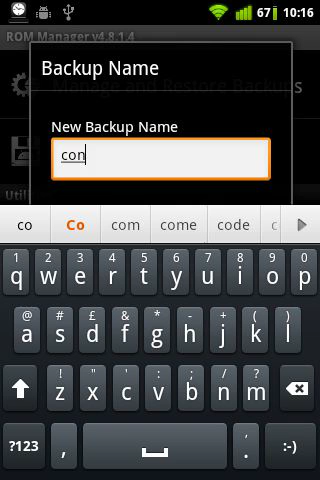 67 10:16
ROM Manager v4.8.1.4
Manage and Restore Backups
Backup Name
New Backup Name
con
Util
co Co com come code c
1 2 3 4 5 6 7 8 9 0
q w e r t y u i o p
@ # £ & * - + ( )
a s d f g h j k l
! " ' : ; / ?
z x c v b n m
?123 , , . :-)